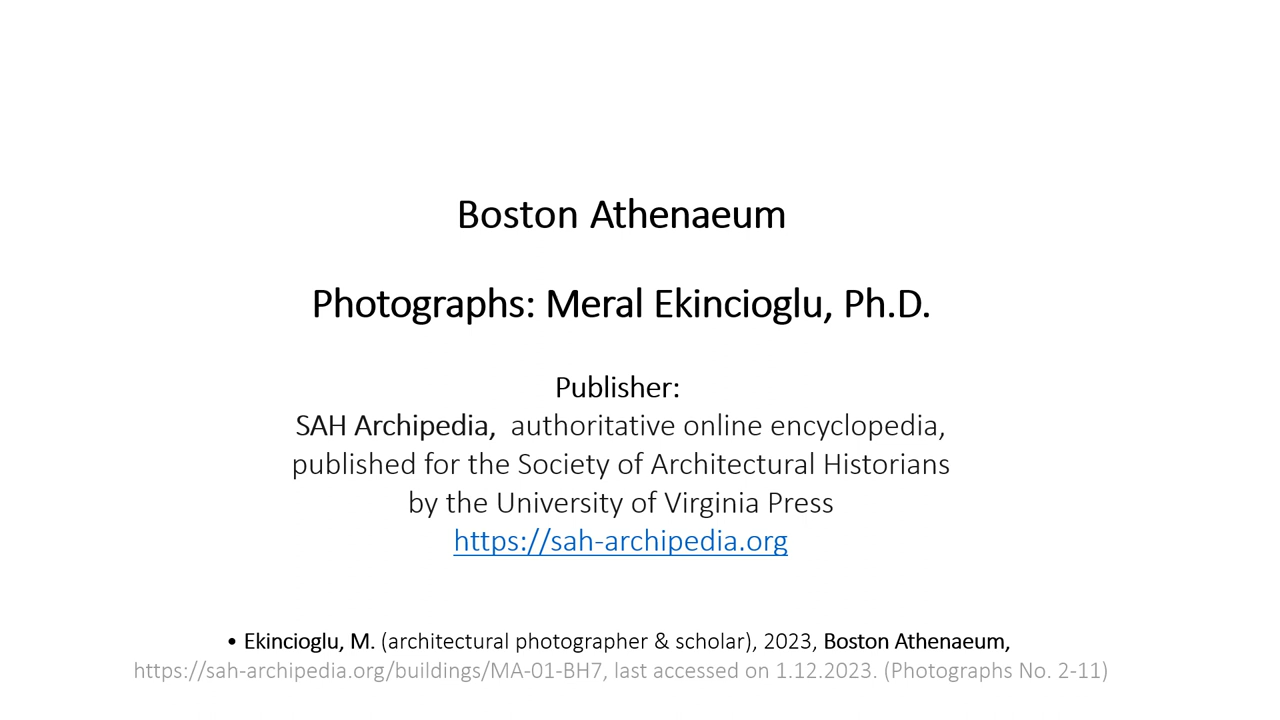 Boston Athenaeum
Photographs: Meral Ekincioglu, Ph.D.
Publisher:
SAH Archipedia, authoritative online encyclopedia,
published for the Society of Architectural Historians
by the University of Virginia Press
https://sah-archipedia.org
• Ekincioglu, M. (architectural photographer & scholar), 2023, Boston Athenaeum,
https://sah-archipedia.org/buildings/MA-01-BH7, last accessed on 1.12.2023. (Photographs No. 2-11)